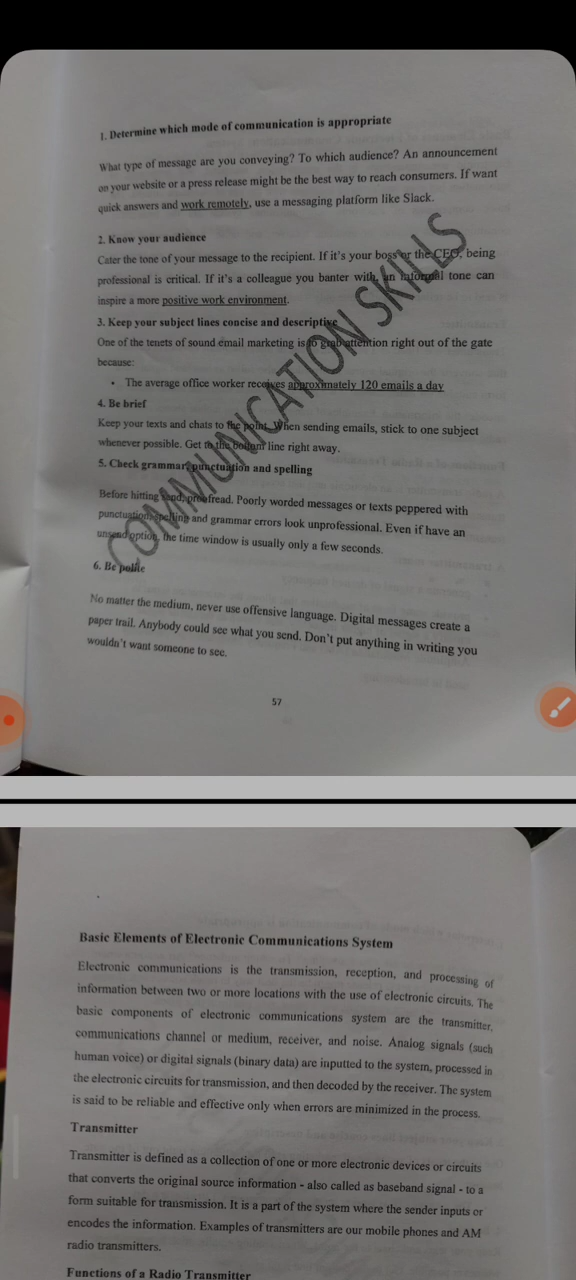 1. Determine which mode of communication is appropriate
What type of message are you conveying? To which audience? An announcement
on your website or a press release might be the best way to reach consumers. If want
quick answers and work remotely, use a messaging platform like Slack.
2. Know your audience
Cater the tone of your message to the recipient. If it's your boss or the CEO, being
professional is critical. If it's a colleague you banter with, an informal tone can
inspire a more positive work environment.
3. Keep your subject lines concise and descriptive
One of the tenets of sound email marketing is to grab attention right out of the gate
because:
• The average office worker receives approximately 120 emails a day
4. Be brief
Keep your texts and chats to the point. When sending emails, stick to one subject
whenever possible. Get to the bottom line right away.
5. Check grammar, punctuation and spelling
Before hitting send, proofread. Poorly worded messages or texts peppered with
punctuation, spelling and grammar errors look unprofessional. Even if have an
unsend option, the time window is usually only a few seconds.
6. Be polite
No matter the medium, never use offensive language. Digital messages create a
paper trail. Anybody could see what you send. Don't put anything in writing you
wouldn't want someone to see.
COMMUNICATION SKILLS
57
Basic Elements of Electronic Communications System
Electronic communications is the transmission, reception, and processing of
information between two or more locations with the use of electronic circuits. The
basic components of electronic communications system are the transmitter,
communications channel or medium, receiver, and noise. Analog signals (such
human voice) or digital signals (binary data) are inputted to the system, processed in
the electronic circuits for transmission, and then decoded by the receiver. The system
is said to be reliable and effective only when errors are minimized in the process.
Transmitter
Transmitter is defined as a collection of one or more electronic devices or circuits
that converts the original source information - also called as baseband signal - to a
form suitable for transmission. It is a part of the system where the sender inputs or
encodes the information. Examples of transmitters are our mobile phones and AM
radio transmitters.
Functions of a Radio Transmitter